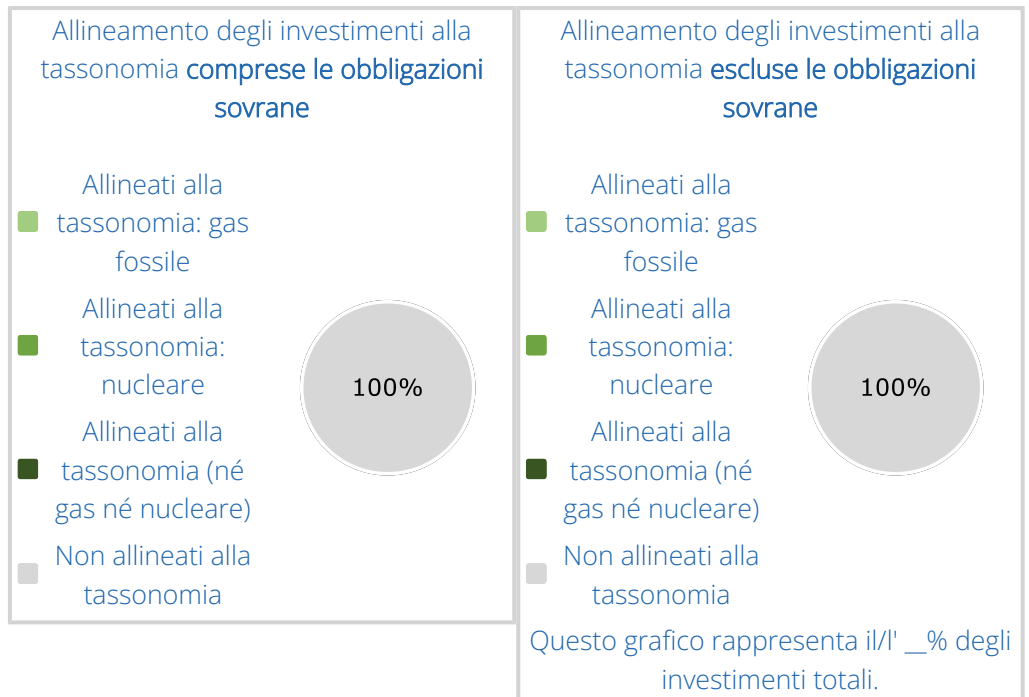 Allineamento degli investimenti alla
tassonomia comprese le obbligazioni
sovrane
Allineati alla
tassonomia: gas
fossile
Allineati alla
tassonomia:
nucleare
Allineati alla
tassonomia (né
gas né nucleare)
Non allineati alla
tassonomia
100%
Allineamento degli investimenti alla
tassonomia escluse le obbligazioni
sovrane
Allineati alla
tassonomia: gas
fossile
Allineati alla
tassonomia:
nucleare
Allineati alla
tassonomia (né
gas né nucleare)
Non allineati alla
tassonomia
100%
Questo grafico rappresenta il/l' __% degli
investimenti totali.